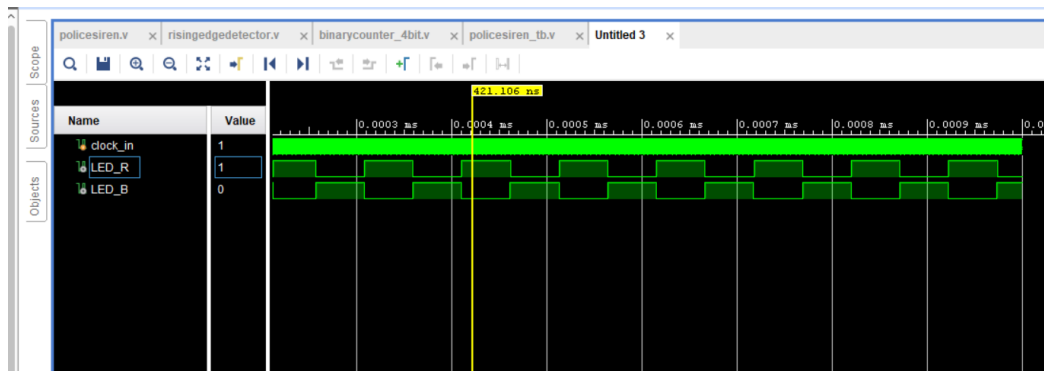 policesiren.v × risingedgedetector.v × binarycounter_4bit.v × policesiren_tb.v × Untitled 3 ×
Scope
Sources
Objects
421.106 ns
Name Value
0.0003 ms 0.0004 ms 0.0005 ms 0.0006 ms 0.0007 ms 0.0008 ms 0.0009 ms 0.0
clock_in 1
LED_R 1
LED_B 0